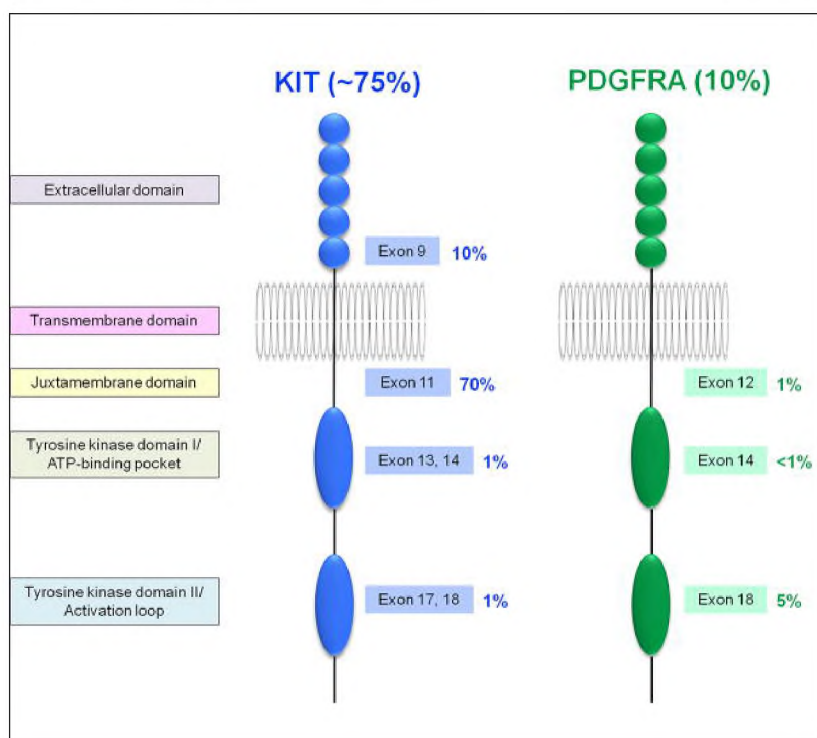 KIT (~75%)
PDGFRA (10%)
Extracellular domain
Exon 9
10%
Transmembrane domain
Juxtamembrane domain
Exon 11
70%
Exon 12
1%
Tyrosine kinase domain I/
ATP-binding pocket
Exon 13, 14
1%
Exon 14
<1%
Tyrosine kinase domain II/
Activation loop
Exon 17, 18
1%
Exon 18
5%